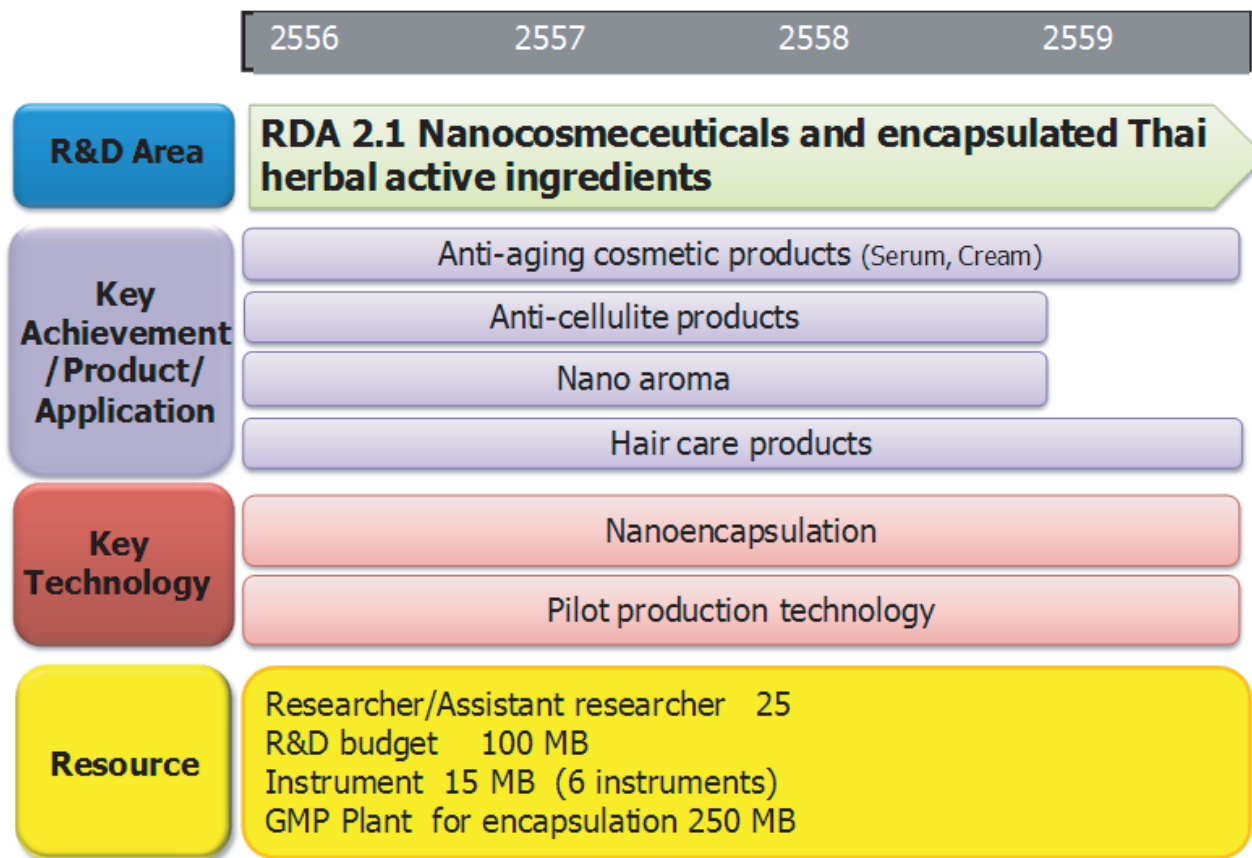 2556 2557 2558 2559
R&D Area
RDA 2.1 Nanocosmeceuticals and encapsulated Thai
herbal active ingredients
Key
Achievement
/Product/
Application
Anti-aging cosmetic products (Serum, Cream)
Anti-cellulite products
Nano aroma
Hair care products
Key
Technology
Nanoencapsulation
Pilot production technology
Resource
Researcher/Assistant researcher 25
R&D budget 100 MB
Instrument 15 MB (6 instruments)
GMP Plant for encapsulation 250 MB